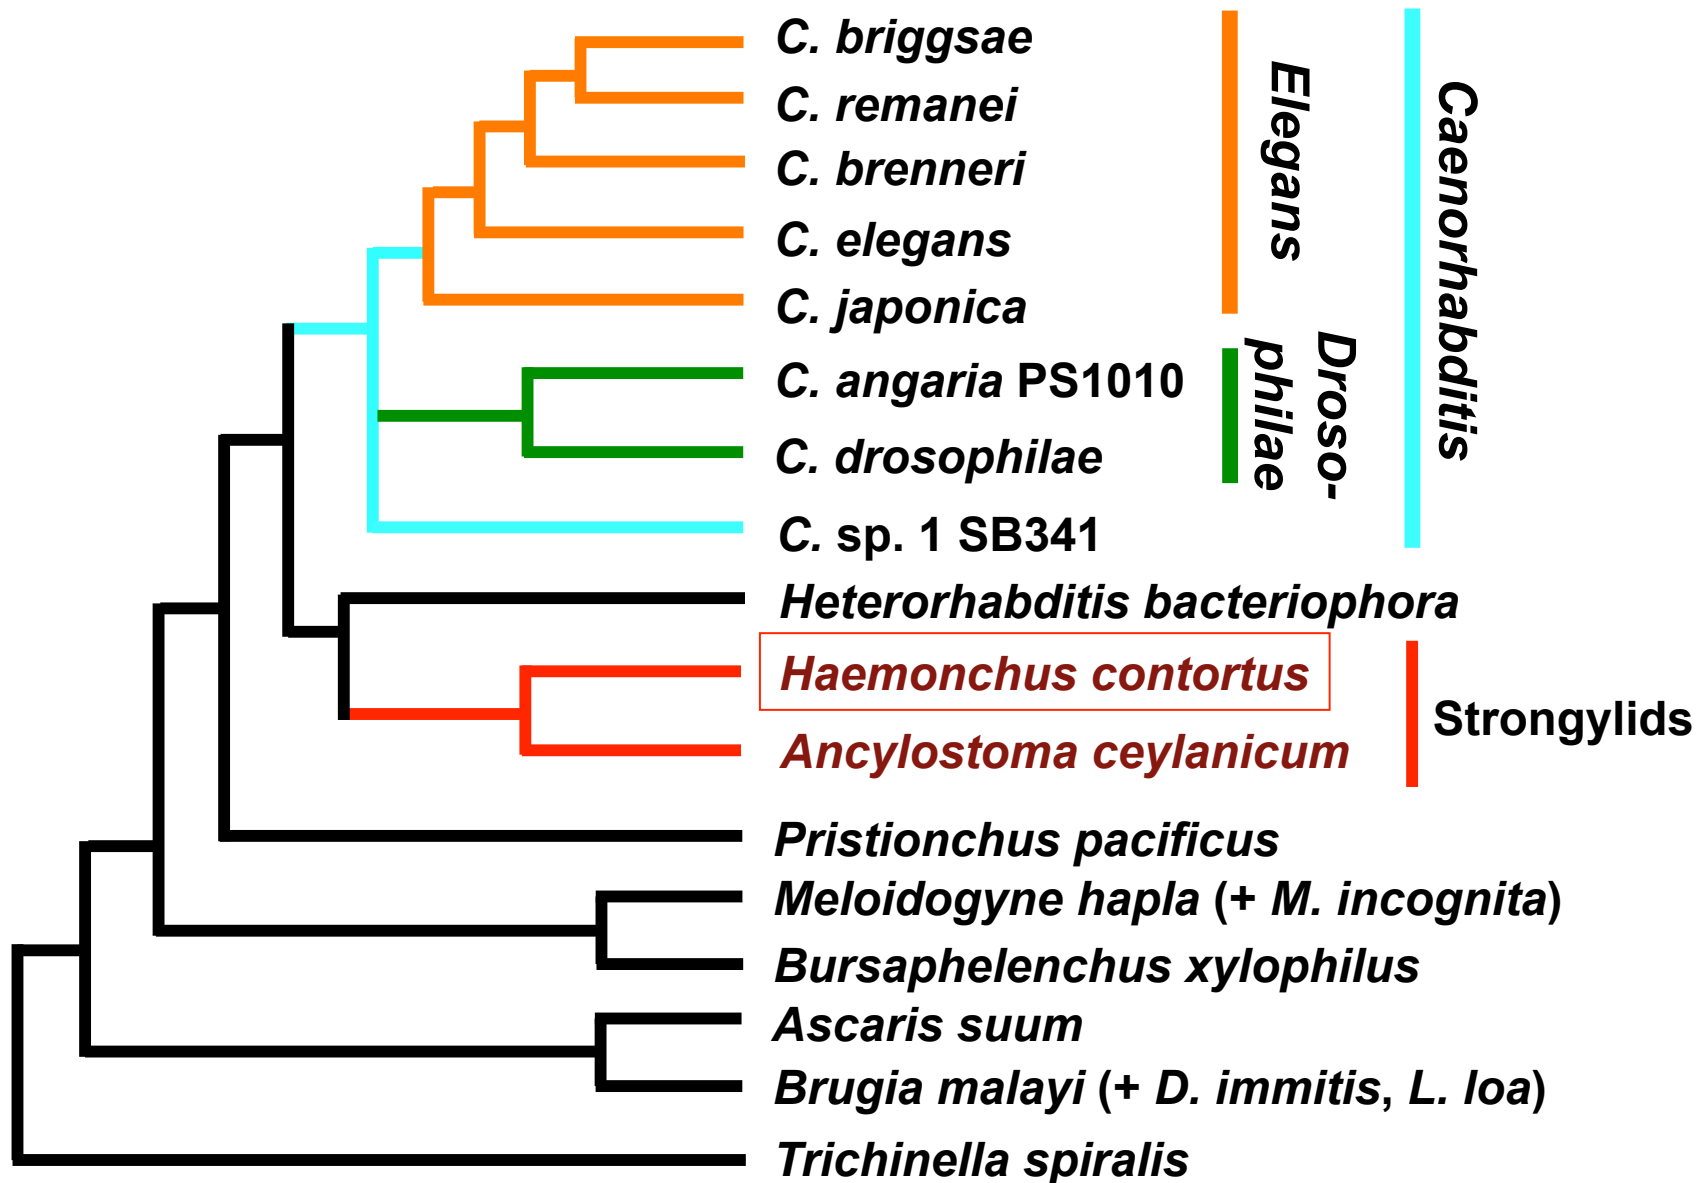 C. briggsae
C. remanei
C. brenneri
C. elegans
C. japonica
C. angaria PS1010
C. drosophilae
C. sp. 1 SB341
Heterorhabditis bacteriophora
Haemonchus contortus
Ancylostoma ceylanicum
Pristionchus pacificus
Meloidogyne hapla (+ M. incognita)
Bursaphelenchus xylophilus
Ascaris suum
Brugia malayi (+ D. immitis, L. loa)
Trichinella spiralis
Elegans
Droso-
philae
Caenorhabditis
Strongylids